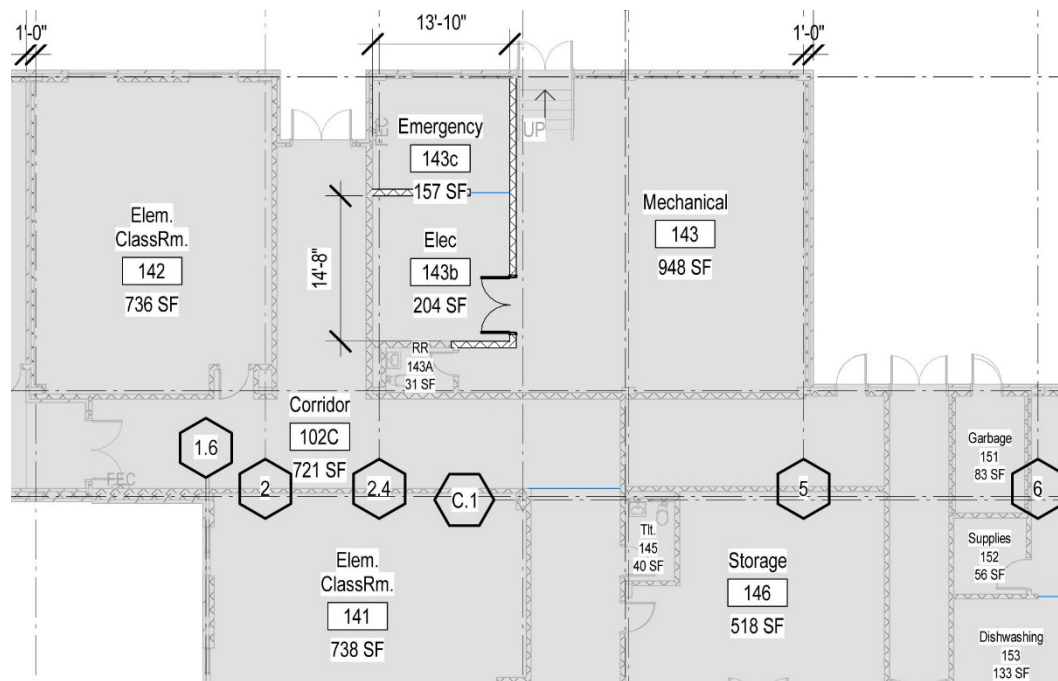 1'-0"
13'-10"
1'-0"
UP
FEC
Emergency
143c
157 SF
Elem.
ClassRm.
142
736 SF
14'-8"
Elec
143b
204 SF
Mechanical
143
948 SF
RR
143A
31 SF
Corridor
102C
721 SF
FEC
1.6
2
2.4
C.1
5
6
Garbage
151
83 SF
Tlt.
145
40 SF
Supplies
152
56 SF
Elem.
ClassRm.
141
738 SF
Storage
146
518 SF
Dishwashing
153
133 SF